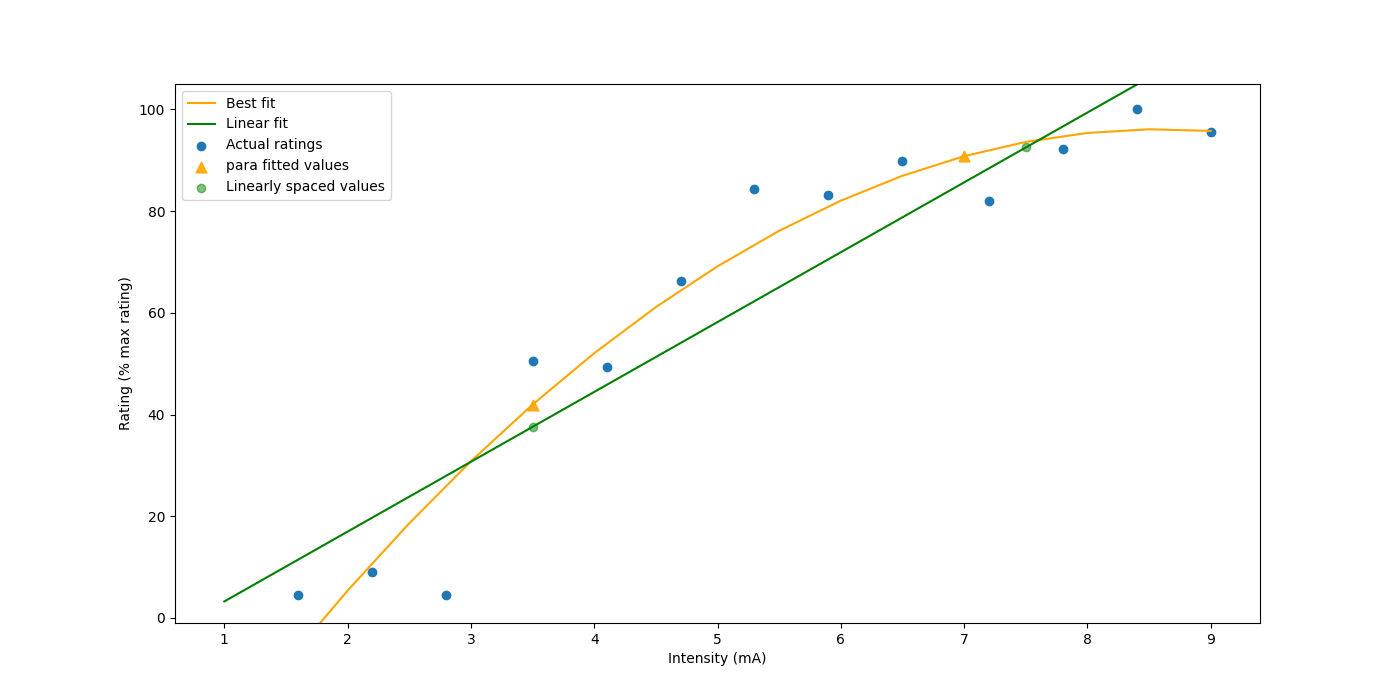 Best fit
Linear fit
Actual ratings
para fitted values
Linearly spaced values
100
80
60
40
20
0
Rating (% max rating)
1 2 3 4 5 6 7 8 9
Intensity (mA)